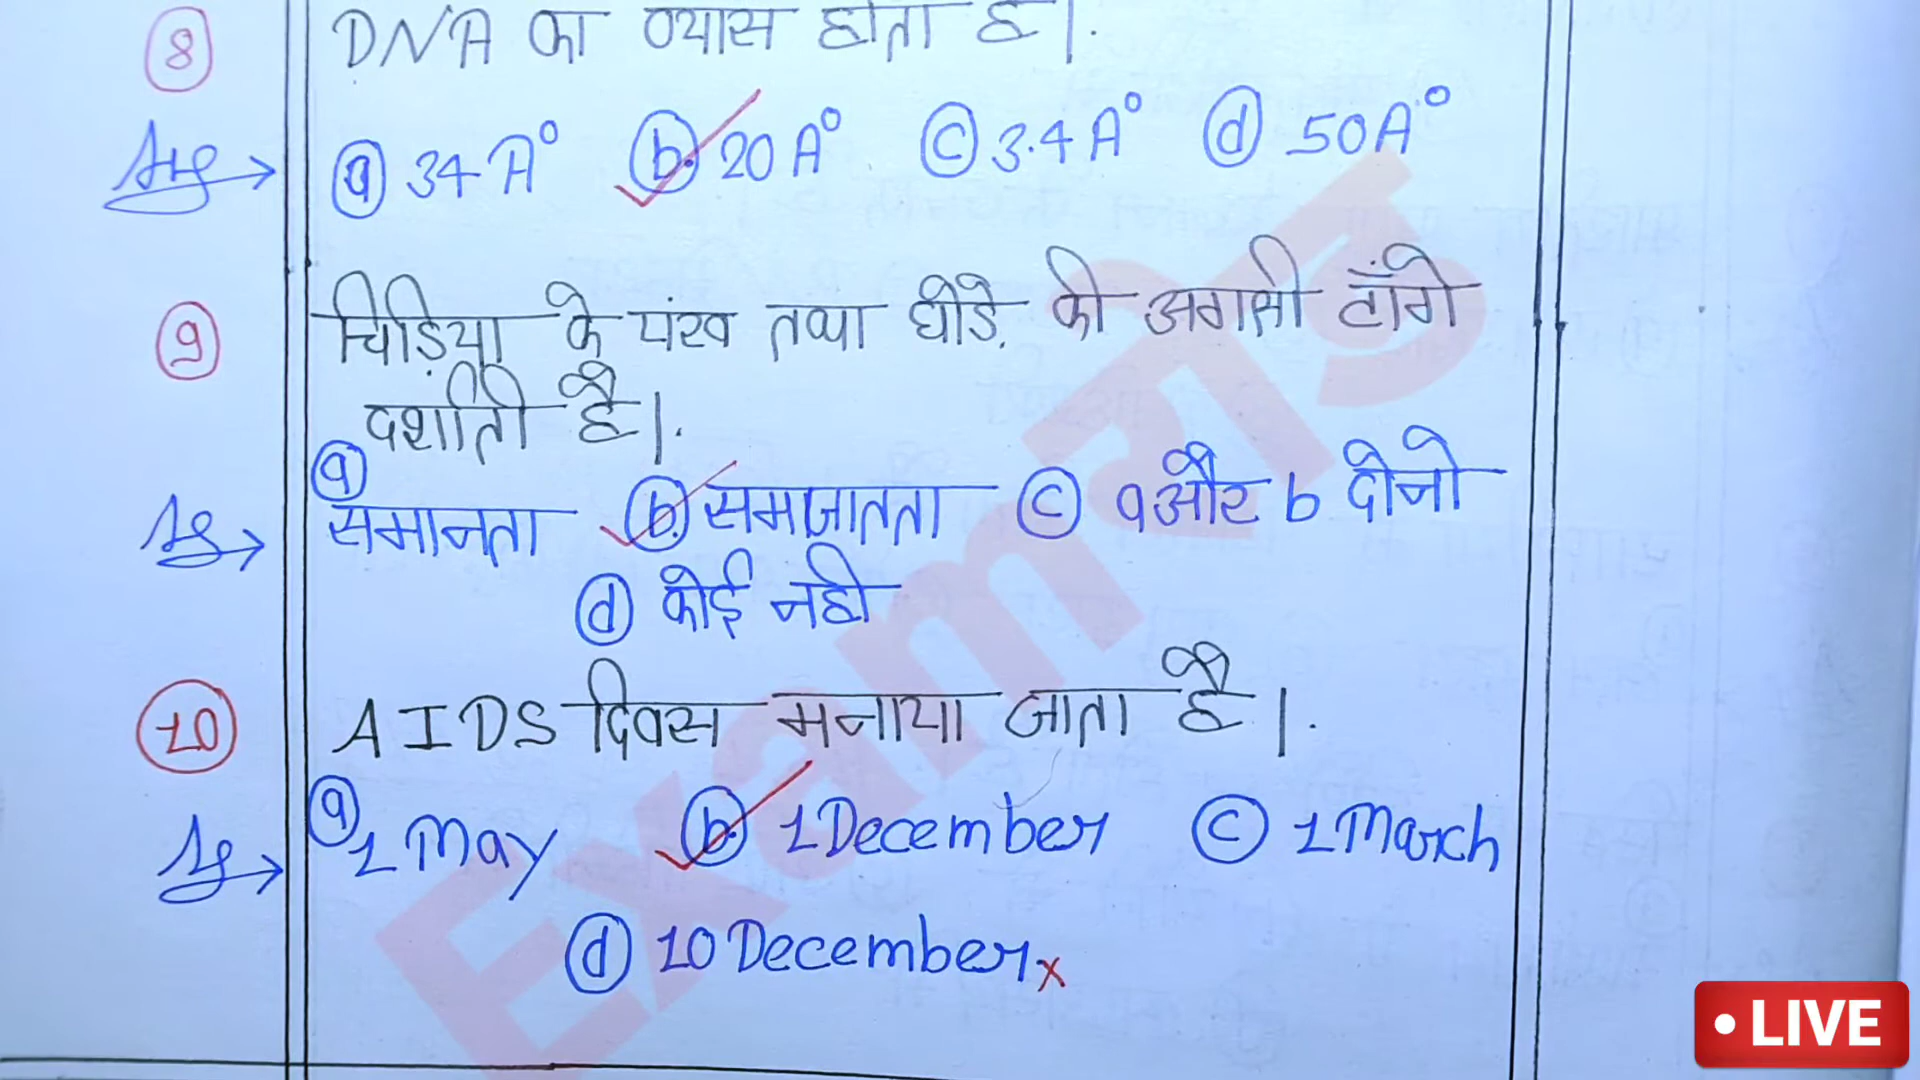 8 DNA का व्यास होता है।.
Ans → a 34 A° b 20 A° c 3.4 A° d 50 A°
9 चिड़िया के पंख तथा घोड़े की अगली टाँगे
दर्शाती है।.
Ans → a समानता b समजातता c a और b दोनो
d कोई नही
10 AIDS दिवस मनाया जाता है।.
Ans → a 1 May b 1 December c 1 March
d 10 December x
Examगुरु
• LIVE